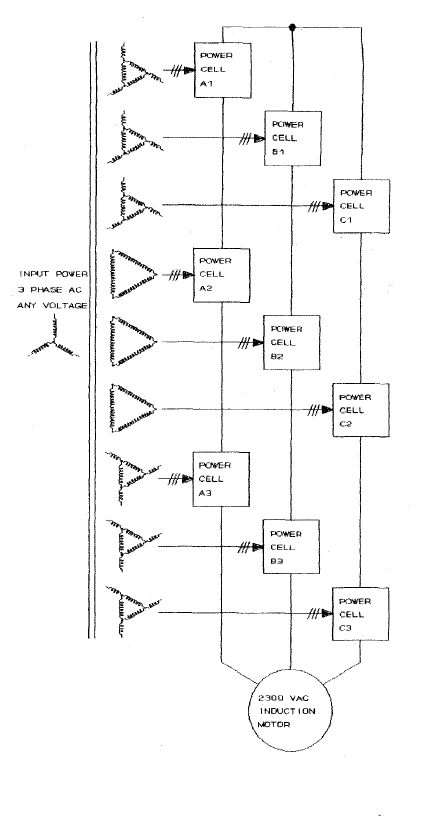 POWER
CELL
A1
POWER
CELL
B1
POWER
CELL
C1
POWER
CELL
A2
INPUT POWER
3 PHASE AC
ANY VOLTAGE
POWER
CELL
B2
POWER
CELL
C2
POWER
CELL
A3
POWER
CELL
B3
POWER
CELL
C3
2300 VAC
INDUCTION
MOTOR